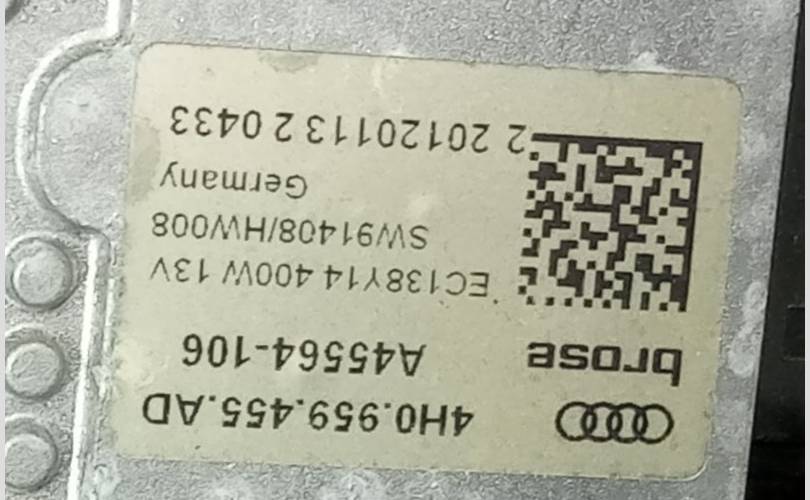 4H0.959.455.AD
brose A45564-106
EC138Y14 400W 13V
SW91408/HW008
Germany
2 20120113 2 0433